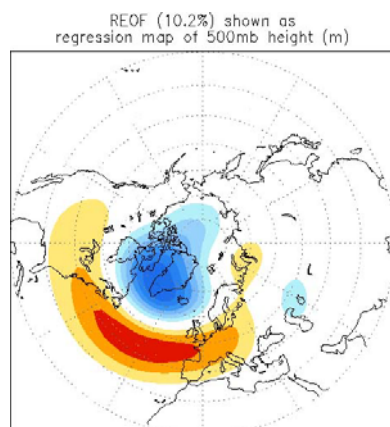 REOF (10.2%) shown as
regression map of 500mb height (m)